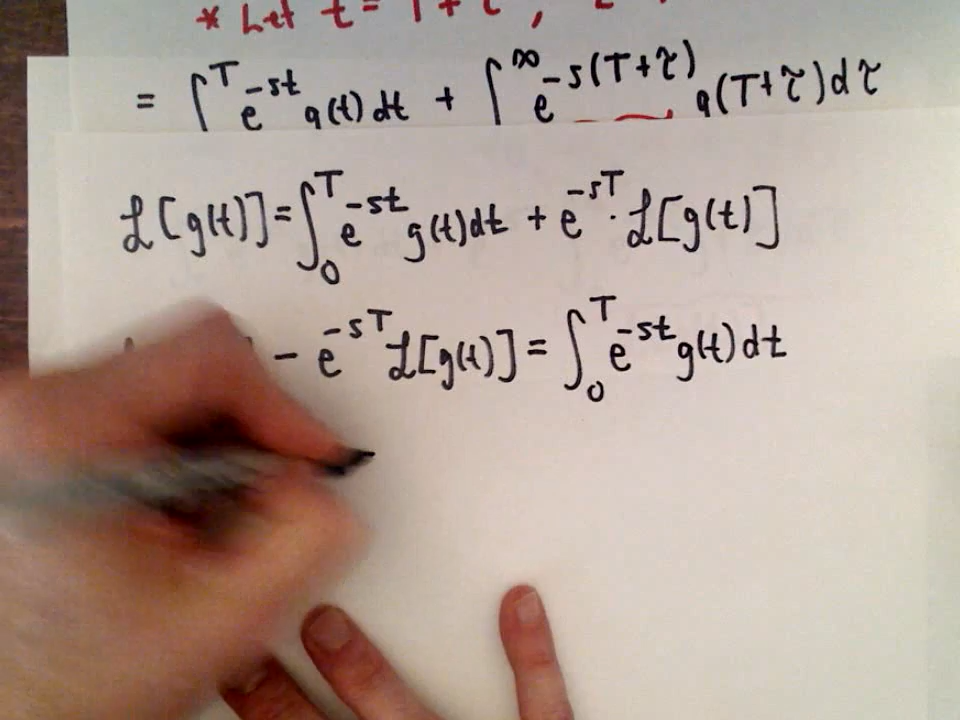 * Let t = T + τ,
= ∫^T e^{-st} g(t) dt + ∫^∞ e^{-s(T+τ)} g(T+τ) dτ
ℒ[g(t)] = ∫_0^T e^{-st} g(t) dt + e^{-sT} · ℒ[g(t)]
- e^{-sT} ℒ[g(t)] = ∫_0^T e^{-st} g(t) dt